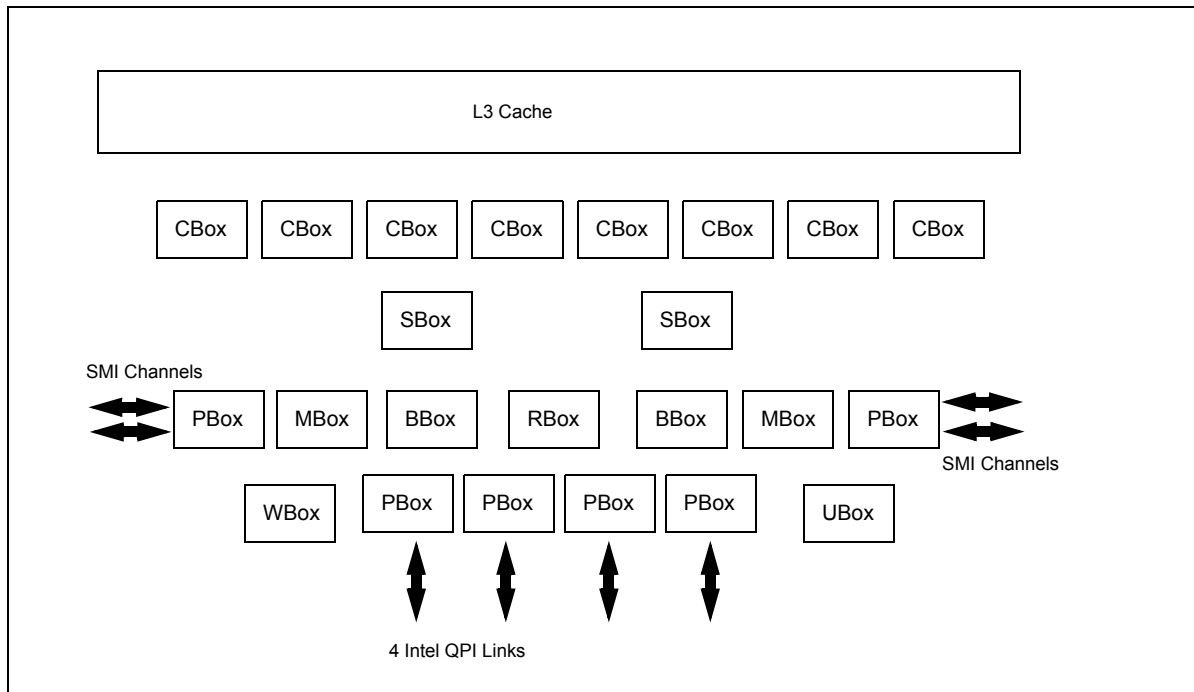 L3 Cache
CBox CBox CBox CBox CBox CBox CBox CBox
SBox SBox
SMI Channels
PBox MBox BBox RBox BBox MBox PBox
SMI Channels
WBox PBox PBox PBox PBox UBox
4 Intel QPI Links